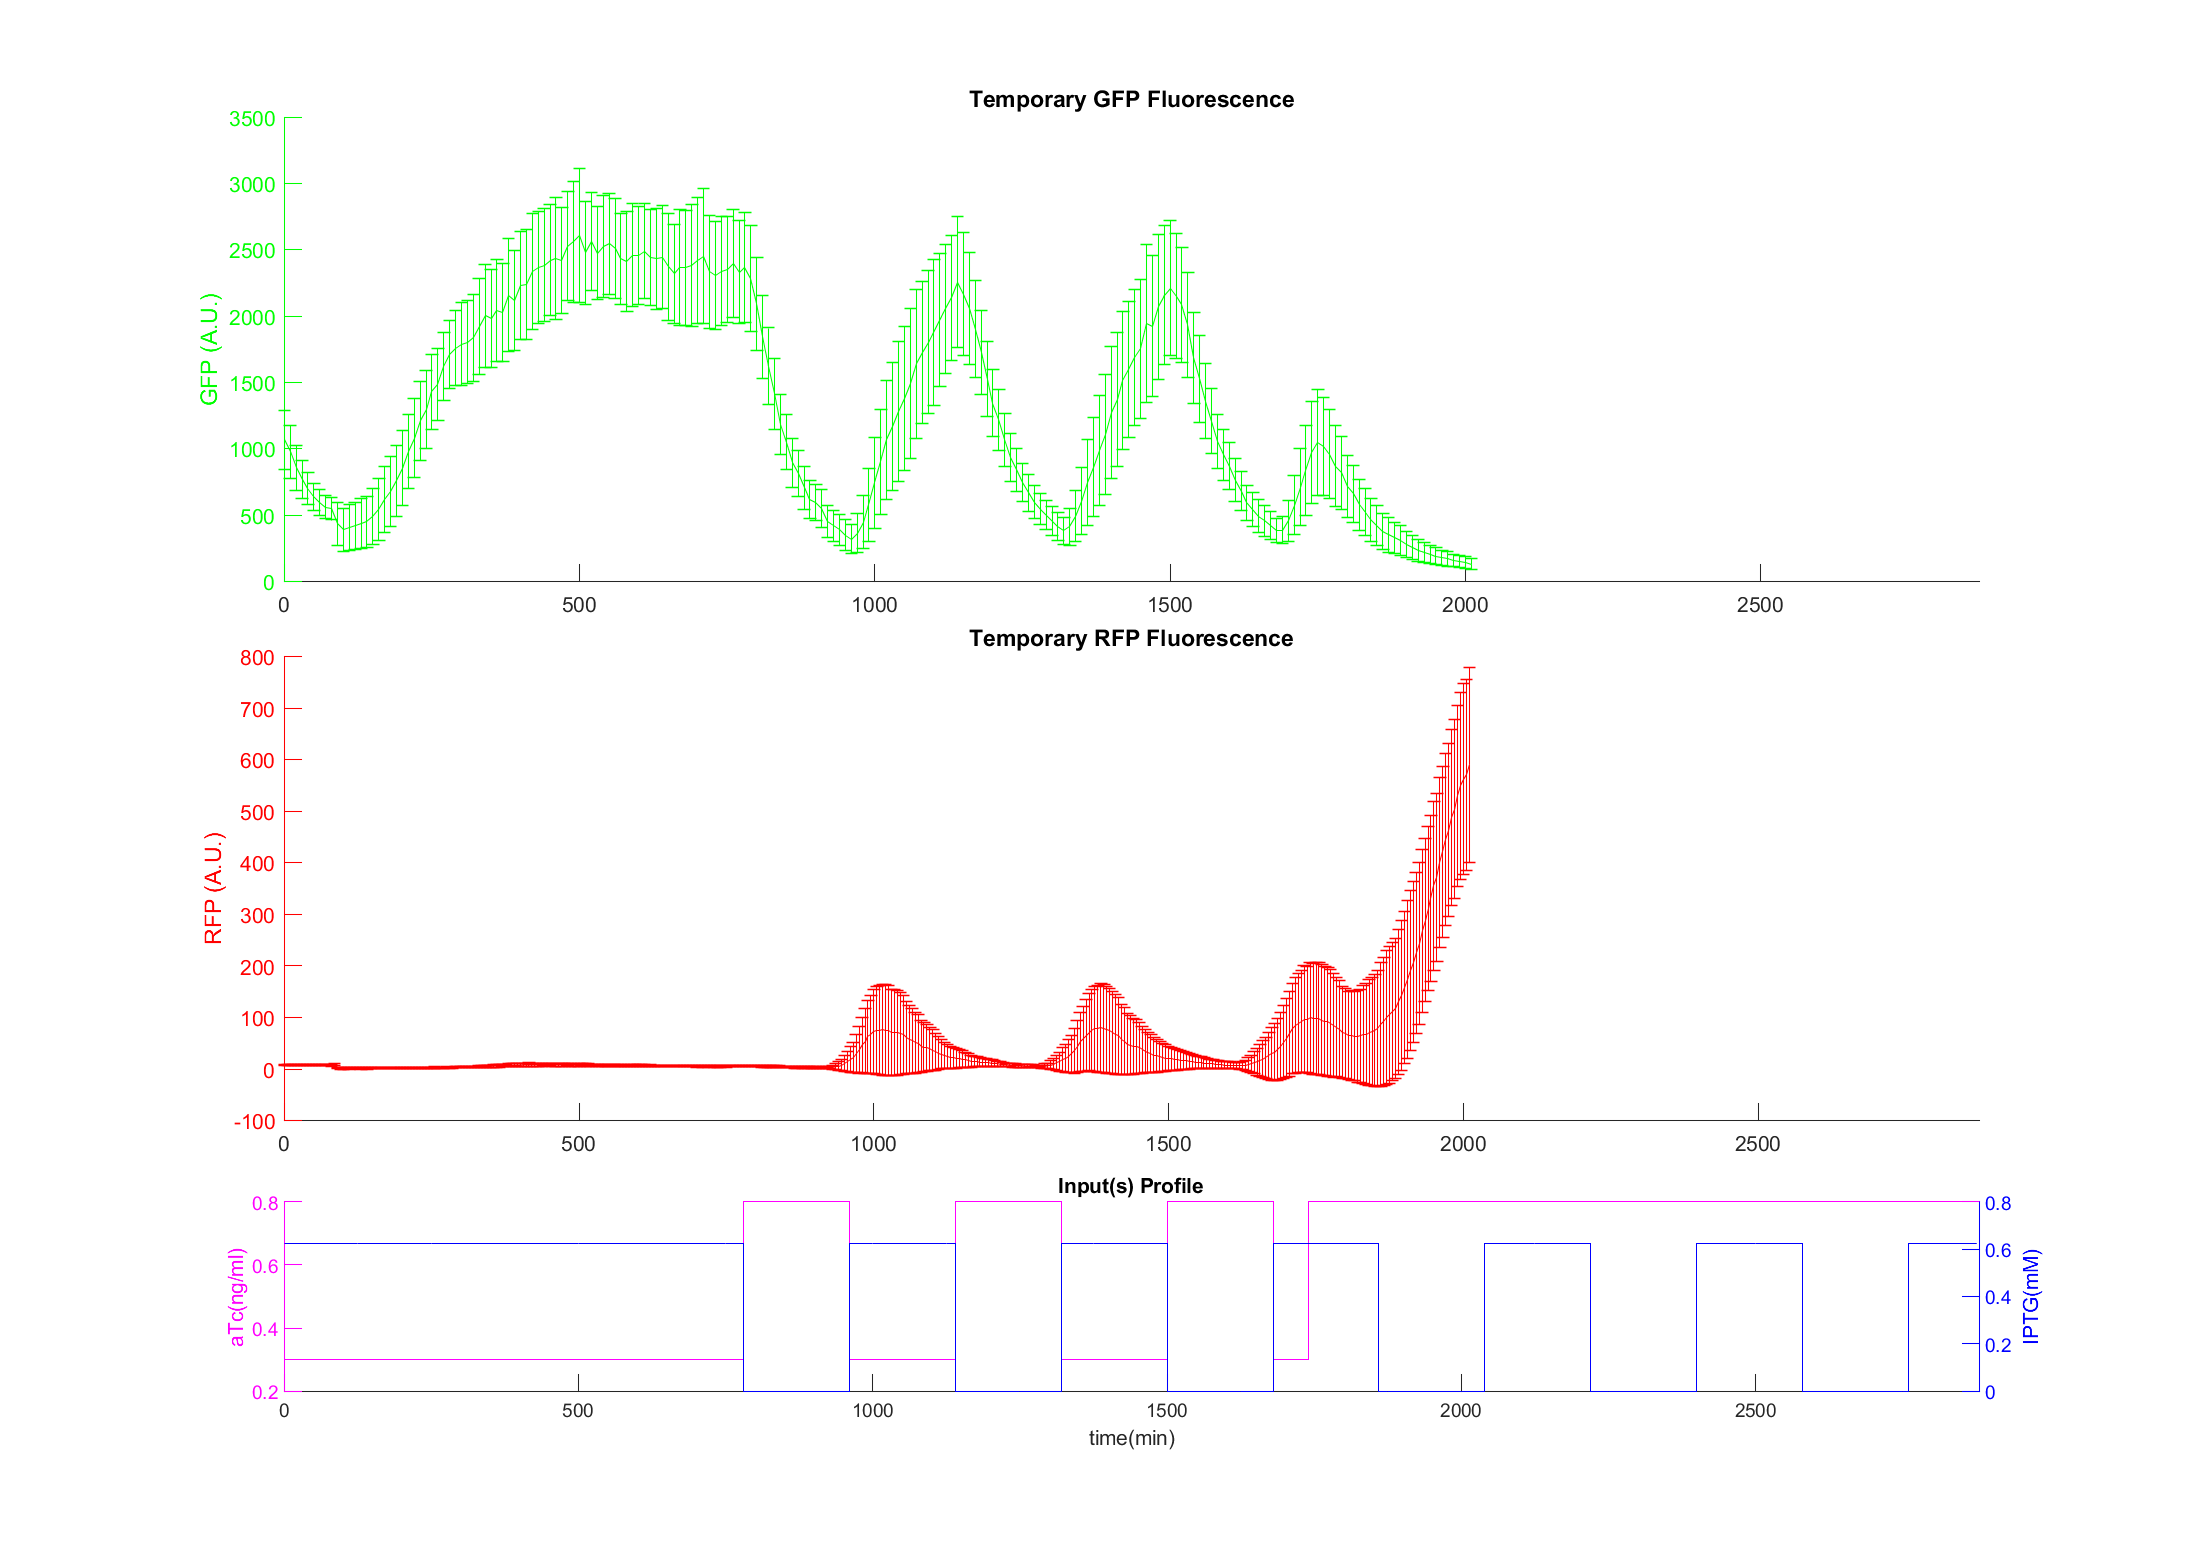 Temporary GFP Fluorescence
GFP (A.U.)
3500
3000
2500
2000
1500
1000
500
0
0 500 1000 1500 2000 2500
Temporary RFP Fluorescence
RFP (A.U.)
800
700
600
500
400
300
200
100
0
-100
0 500 1000 1500 2000 2500
Input(s) Profile
aTc(ng/ml)
0.8
0.6
0.4
0.2
IPTG(mM)
0.8
0.6
0.4
0.2
0
0 500 1000 1500 2000 2500
time(min)